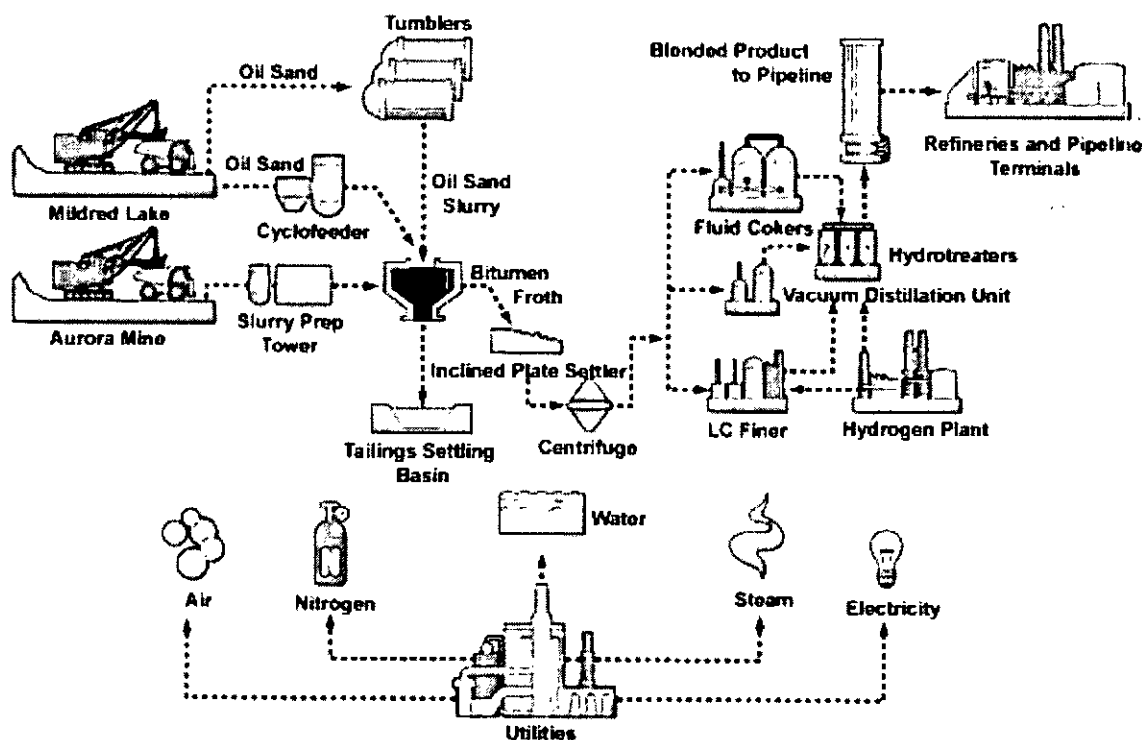 Tumblers
Blended Product
to Pipeline
Oil Sand
Refineries and Pipeline
Terminals
Oil Sand
Oil Sand
Slurry
Mildred Lake
Cyclofeeder
Fluid Cokers
Hydrotreaters
Bitumen
Froth
Vacuum Distillation Unit
Aurora Mine
Slurry Prep
Tower
Inclined Plate Settler
LC Finer
Hydrogen Plant
Centrifuge
Tailings Settling
Basin
Water
Air
Nitrogen
Steam
Electricity
Utilities